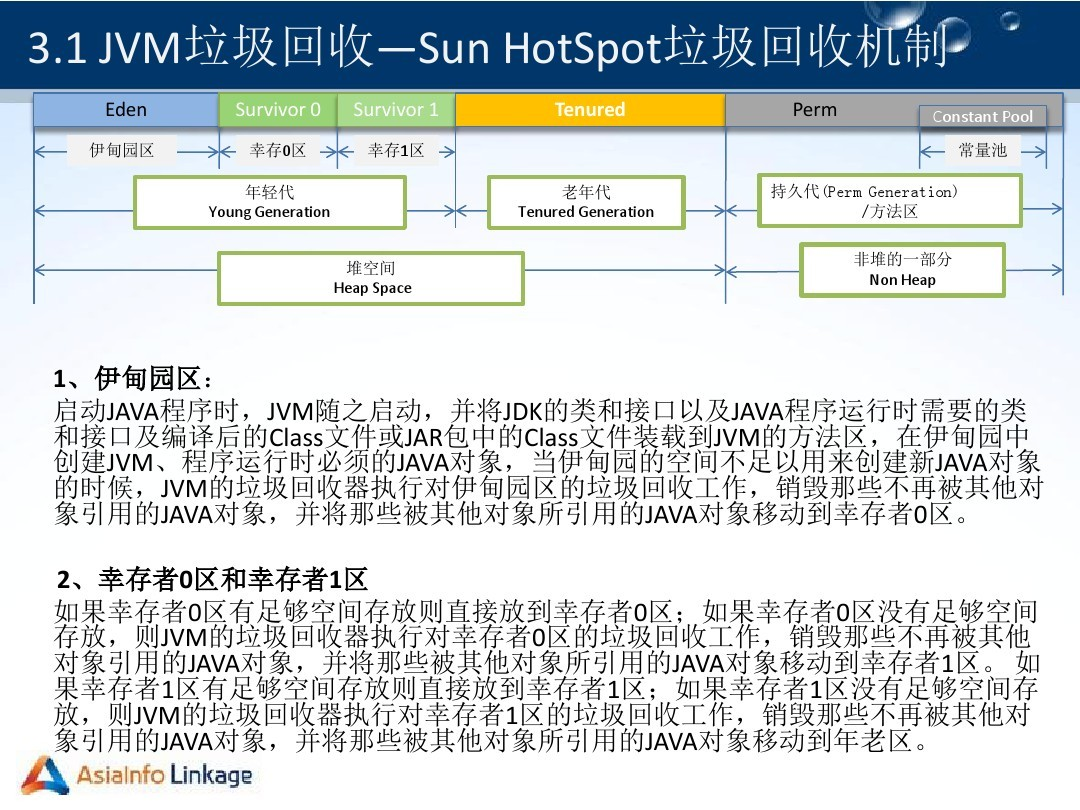 3.1 JVM垃圾回收—Sun HotSpot垃圾回收机制
Eden
Survivor 0
Survivor 1
Tenured
Perm
Constant Pool
伊甸园区
幸存0区
幸存1区
常量池
年轻代
Young Generation
老年代
Tenured Generation
持久代(Perm Generation)
/方法区
堆空间
Heap Space
非堆的一部分
Non Heap
1、伊甸园区：
启动JAVA程序时，JVM随之启动，并将JDK的类和接口以及JAVA程序运行时需要的类
和接口及编译后的Class文件或JAR包中的Class文件装载到JVM的方法区，在伊甸园中
创建JVM、程序运行时必须的JAVA对象，当伊甸园的空间不足以用来创建新JAVA对象
的时候，JVM的垃圾回收器执行对伊甸园区的垃圾回收工作，销毁那些不再被其他对
象引用的JAVA对象，并将那些被其他对象所引用的JAVA对象移动到幸存者0区。
2、幸存者0区和幸存者1区
如果幸存者0区有足够空间存放则直接放到幸存者0区；如果幸存者0区没有足够空间
存放，则JVM的垃圾回收器执行对幸存者0区的垃圾回收工作，销毁那些不再被其他
对象引用的JAVA对象，并将那些被其他对象所引用的JAVA对象移动到幸存者1区。 如
果幸存者1区有足够空间存放则直接放到幸存者1区；如果幸存者1区没有足够空间存
放，则JVM的垃圾回收器执行对幸存者1区的垃圾回收工作，销毁那些不再被其他对
象引用的JAVA对象，并将那些被其他对象所引用的JAVA对象移动到年老区。
AsiaInfo Linkage